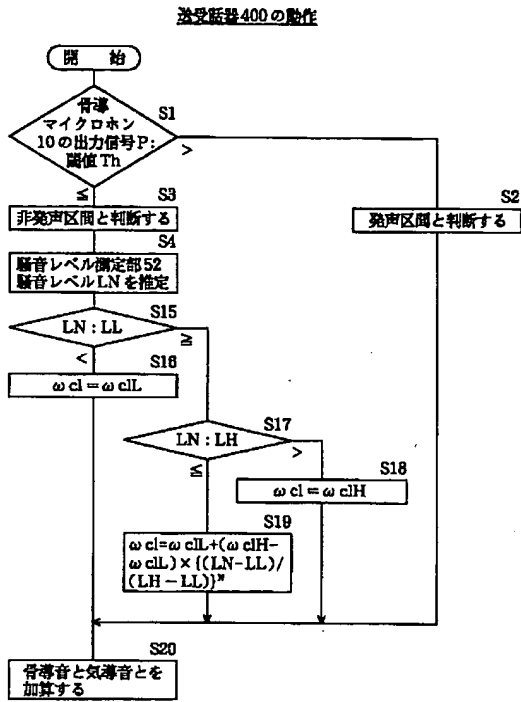 送受話器400の動作
開 始
S1
骨導
マイクロホン
10の出力信号P:
閾値Th
>
≦
S3
非発声区間と判断する
S2
発声区間と判断する
S4
騒音レベル測定部52
騒音レベルLNを推定
S15
LN:LL
<
≧
S16
ωcl=ωclL
S17
LN:LH
>
≦
S18
ωcl=ωclH
S19
ωcl=ωclL+(ωclH-
ωclL)×{(LN-LL)/
(LH-LL)}ᴺ
S20
骨導音と気導音とを
加算する